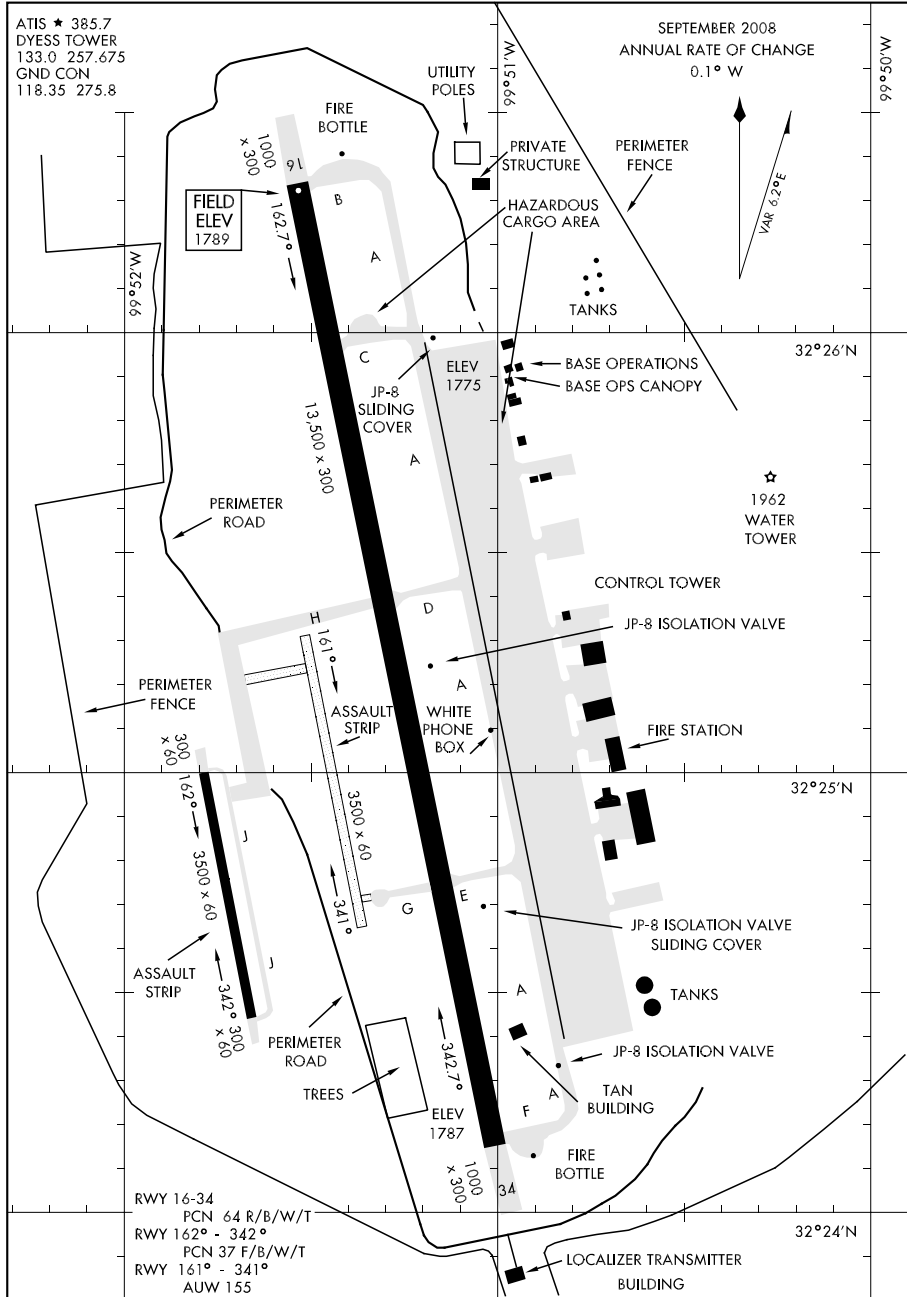 ATIS ★ 385.7
DYESS TOWER
133.0 257.675
GND CON
118.35 275.8
SEPTEMBER 2008
ANNUAL RATE OF CHANGE
0.1° W
99°51'W
99°50'W
UTILITY
POLES
FIRE
BOTTLE
1000
x 300
16
PRIVATE
STRUCTURE
PERIMETER
FENCE
VAR 6.2°E
FIELD
ELEV
1789
162.7°
B
HAZARDOUS
CARGO AREA
A
99°52'W
TANKS
32°26'N
C
ELEV
1775
BASE OPERATIONS
BASE OPS CANOPY
JP-8
SLIDING
COVER
13,500 x 300
A
1962
WATER
TOWER
PERIMETER
ROAD
CONTROL TOWER
D
H
JP-8 ISOLATION VALVE
161°
A
PERIMETER
FENCE
ASSAULT
STRIP
WHITE
PHONE
BOX
FIRE STATION
300
x 60
32°25'N
162°
3500 x 60
3500 x 60
J
E
G
341°
JP-8 ISOLATION VALVE
SLIDING COVER
ASSAULT
STRIP
J
A
TANKS
342°
300
x 60
PERIMETER
ROAD
342.7°
JP-8 ISOLATION VALVE
TREES
A
TAN
BUILDING
ELEV
1787
F
FIRE
BOTTLE
1000
x 300
34
RWY 16-34
PCN 64 R/B/W/T
RWY 162° - 342°
PCN 37 F/B/W/T
RWY 161° - 341°
AUW 155
32°24'N
LOCALIZER TRANSMITTER
BUILDING